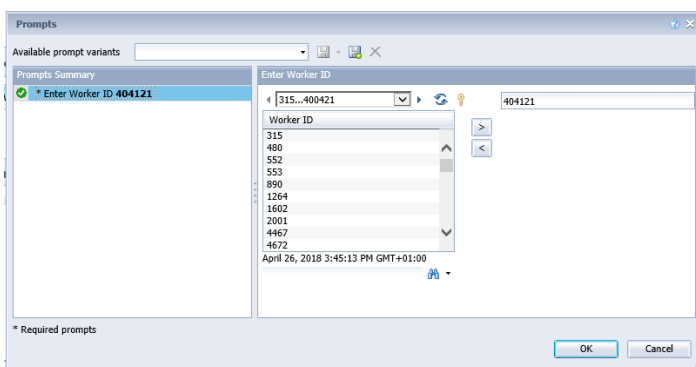 Prompts
Available prompt variants
Prompts Summary
* Enter Worker ID 404121
Enter Worker ID
315...400421
404121
Worker ID
315
480
552
553
890
1264
1602
2001
4467
4672
April 26, 2018 3:45:13 PM GMT+01:00
>
<
* Required prompts
OK
Cancel